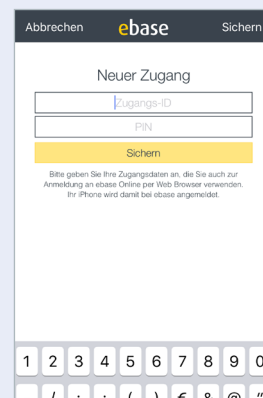 Abbrechen ebase Sichern
Neuer Zugang
Zugangs-ID
PIN
Sichern
Bitte geben Sie Ihre Zugangsdaten an, die Sie auch zur
Anmeldung an ebase Online per Web Browser verwenden.
Ihr iPhone wird damit bei ebase angemeldet.
1 2 3 4 5 6 7 8 9 0
- / : ; ( ) € & @ "